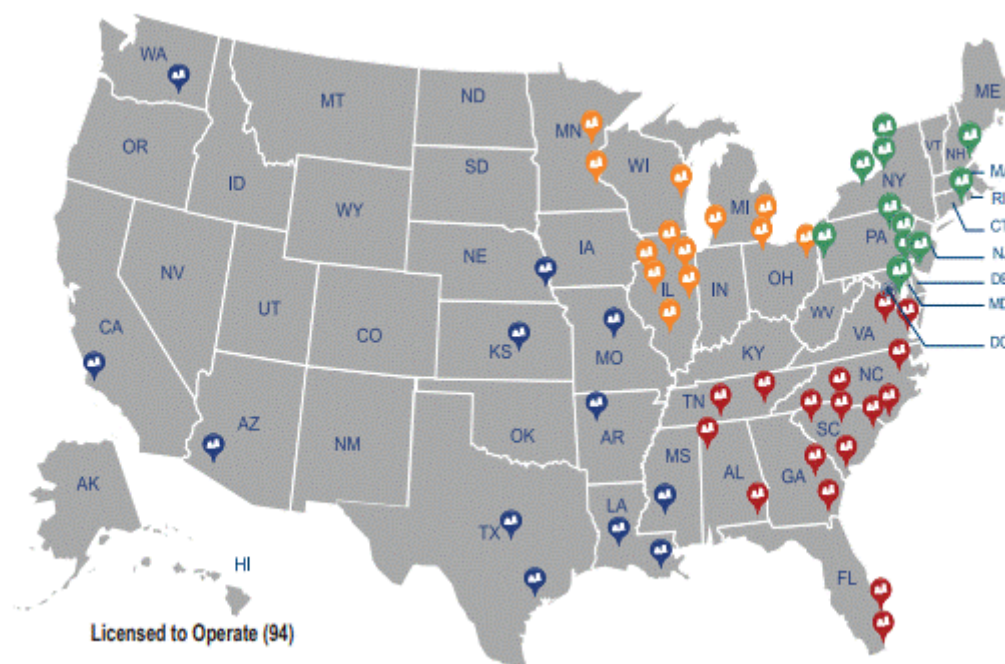 WA
MT
ND
MN
ME
OR
ID
SD
WI
VT
NH
MA
WY
MI
NY
RI
CT
NV
NE
IA
PA
NJ
UT
CO
IL
IN
OH
DE
CA
WV
MD
KS
MO
KY
VA
DC
AZ
NM
OK
AR
TN
NC
SC
AK
MS
AL
GA
TX
LA
HI
FL
Licensed to Operate (94)